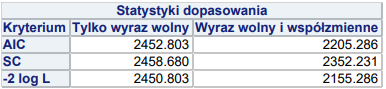 Statystyki dopasowania
Kryterium Tylko wyraz wolny Wyraz wolny i współzmienne
AIC 2452.803 2205.286
SC 2458.680 2352.231
-2 log L 2450.803 2155.286